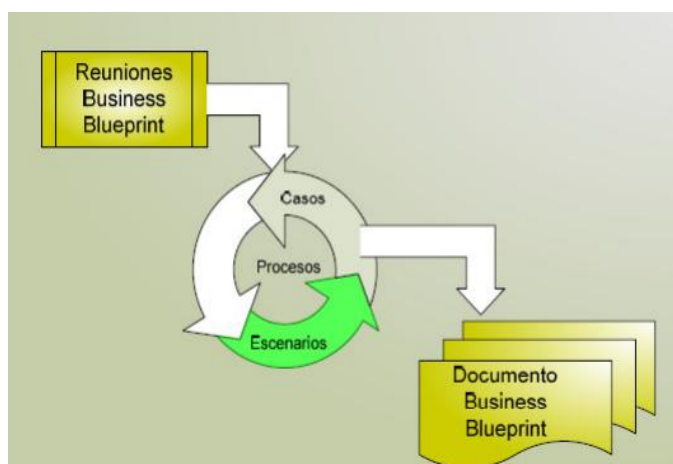 Reuniones
Business
Blueprint
Casos
Procesos
Escenarios
Documento
Business
Blueprint